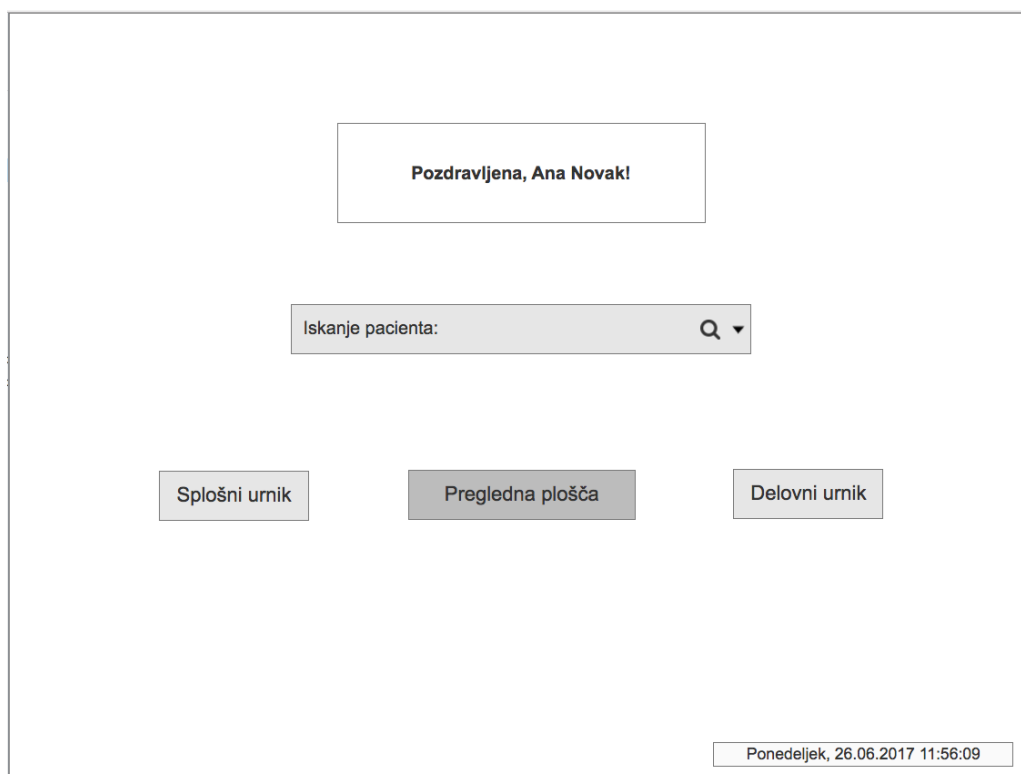 Pozdravljena, Ana Novak!
Iskanje pacienta:
Splošni urnik
Pregledna plošča
Delovni urnik
Ponedeljek, 26.06.2017 11:56:09